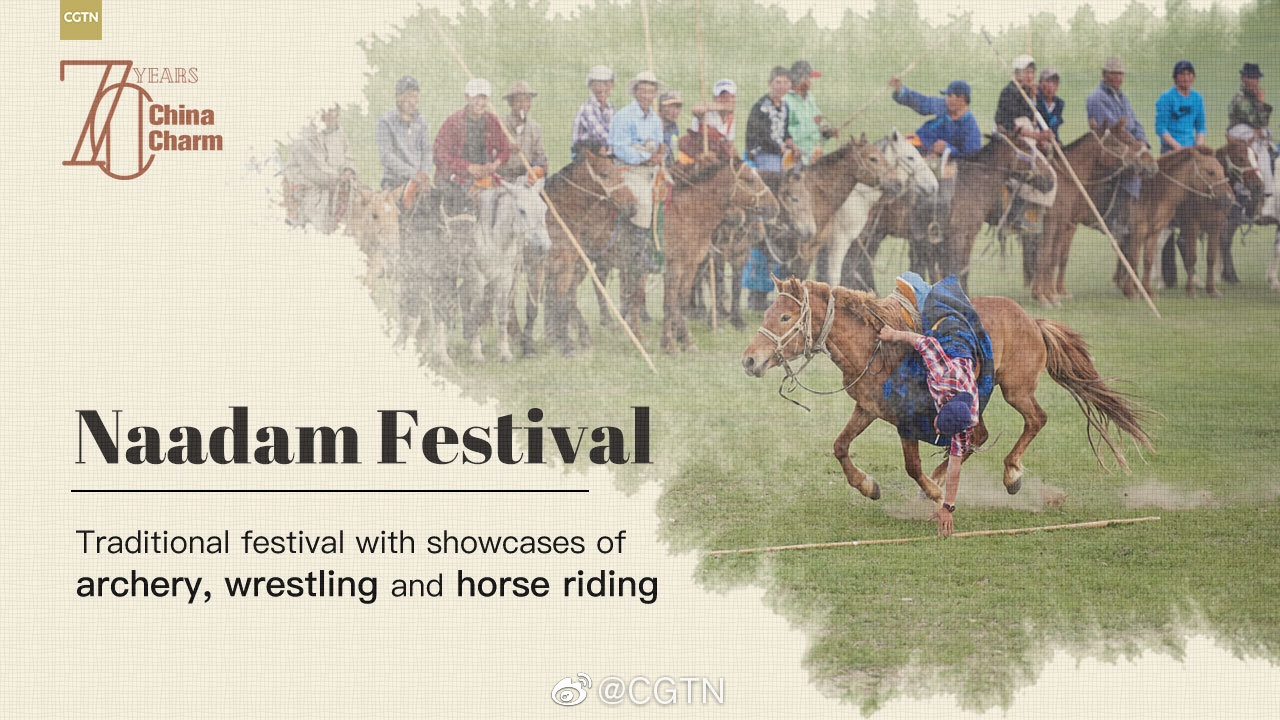 CGTN
70 YEARS
China
Charm
Naadam Festival
Traditional festival with showcases of
archery, wrestling and horse riding
@CGTN